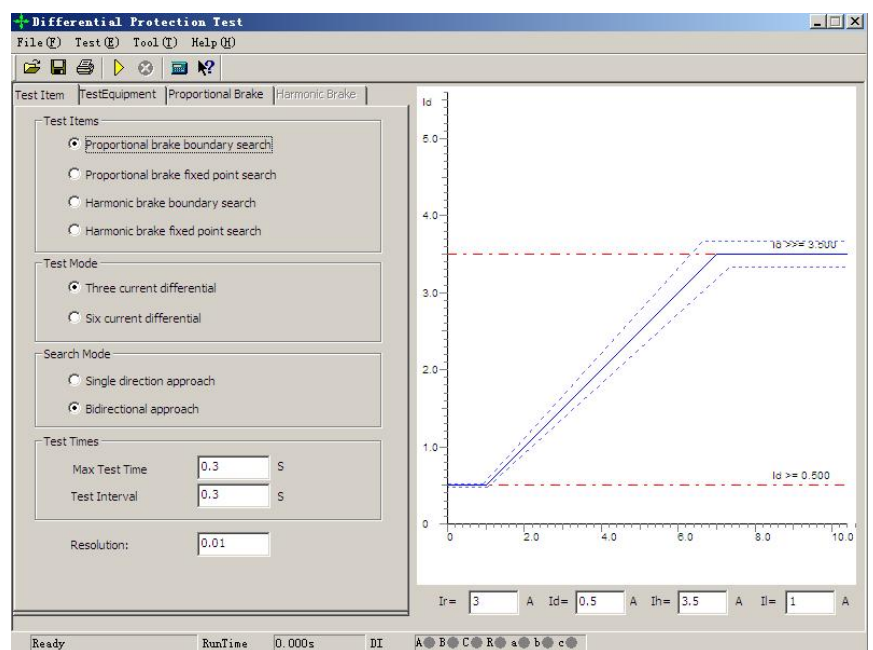 Differential Protection Test
File(F) Test(E) Tool(T) Help(H)
Test Item TestEquipment Proportional Brake Harmonic Brake
Test Items
Proportional brake boundary search
Proportional brake fixed point search
Harmonic brake boundary search
Harmonic brake fixed point search
Test Mode
Three current differential
Six current differential
Search Mode
Single direction approach
Bidirectional approach
Test Times
Max Test Time 0.3 S
Test Interval 0.3 S
Resolution: 0.01
Id
5.0
4.0
Id >>= 3.500
3.0
2.0
1.0
Id >= 0.500
0
0 2.0 4.0 6.0 8.0 10.0
Ir= 3 A Id= 0.5 A Ih= 3.5 A Il= 1 A
Ready RunTime 0.000s DI A B C R a b c